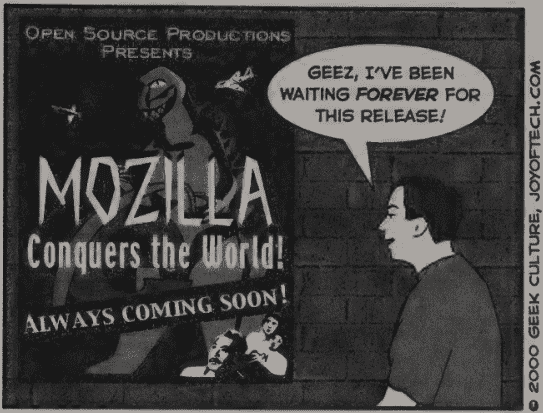 OPEN SOURCE PRODUCTIONS
PRESENTS
MOZILLA
Conquers the World!
ALWAYS COMING SOON!
GEEZ, I'VE BEEN
WAITING FOREVER FOR
THIS RELEASE!
© 2000 GEEK CULTURE, JOYOFTECH.COM